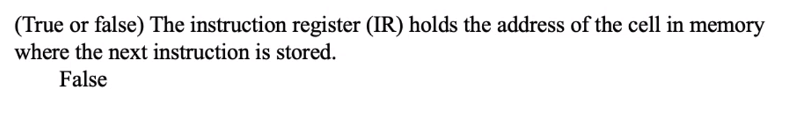 (True or false) The instruction register (IR) holds the address of the cell in memory
where the next instruction is stored.
False